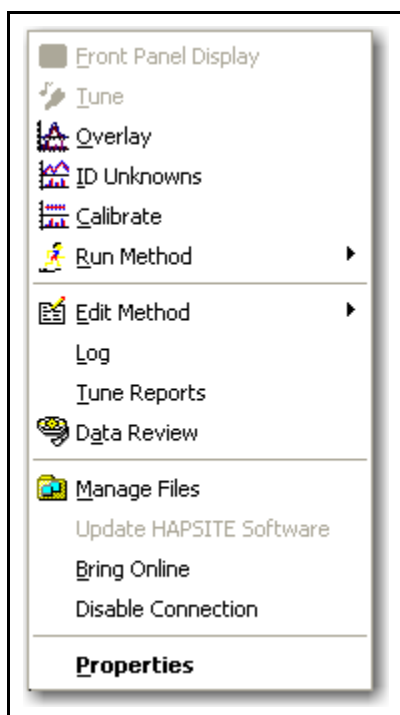 Front Panel Display
Tune
Overlay
ID Unknowns
Calibrate
Run Method
Edit Method
Log
Tune Reports
Data Review
Manage Files
Update HAPSITE Software
Bring Online
Disable Connection
Properties